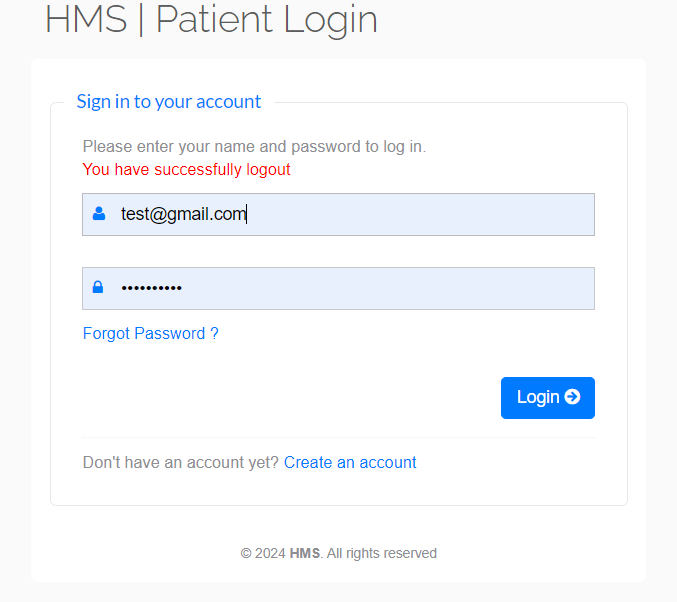 HMS | Patient Login
Sign in to your account
Please enter your name and password to log in.
You have successfully logout
test@gmail.com
••••••••••
Forgot Password ?
Login
Don't have an account yet? Create an account
© 2024 HMS. All rights reserved